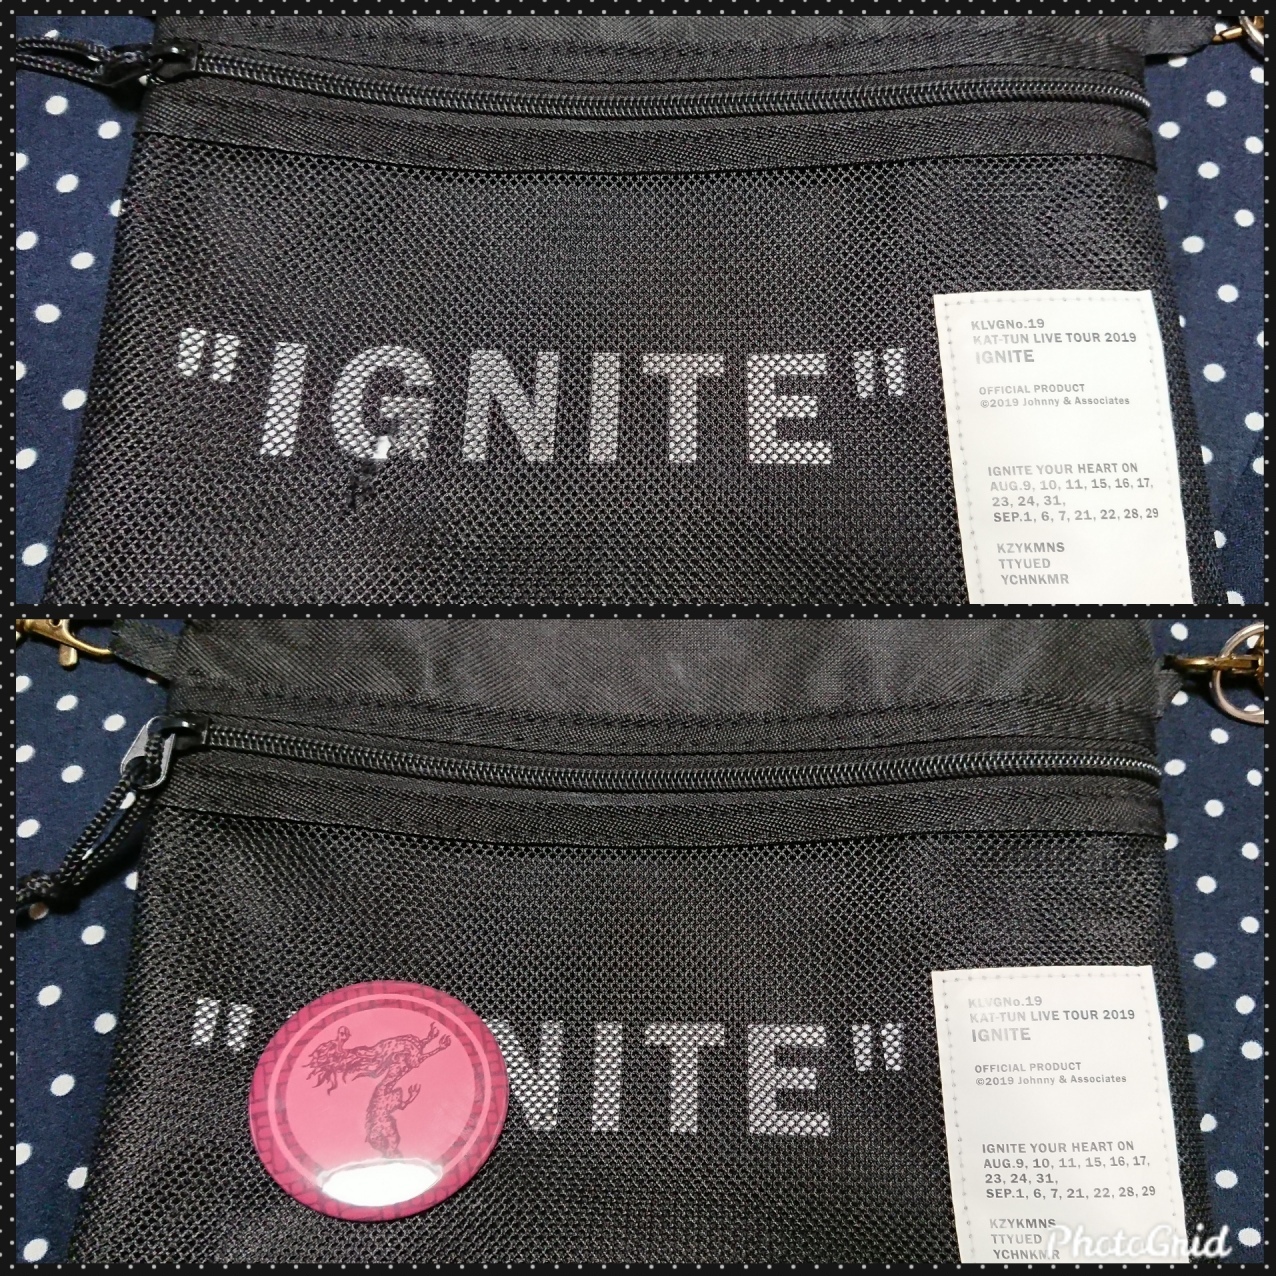 "IGNITE"
KLVGNo.19
KAT-TUN LIVE TOUR 2019
IGNITE
OFFICIAL PRODUCT
©2019 Johnny & Associates
IGNITE YOUR HEART ON
AUG.9, 10, 11, 15, 16, 17,
23, 24, 31,
SEP.1, 6, 7, 21, 22, 28, 29
KZYKMNS
TTYUED
YCHNKMR
"NITE"
KLVGNo.19
KAT-TUN LIVE TOUR 2019
IGNITE
OFFICIAL PRODUCT
©2019 Johnny & Associates
IGNITE YOUR HEART ON
AUG.9, 10, 11, 15, 16, 17,
23, 24, 31,
SEP.1, 6, 7, 21, 22, 28, 29
KZYKMNS
TTYUED
YCHNKMR
PhotoGrid